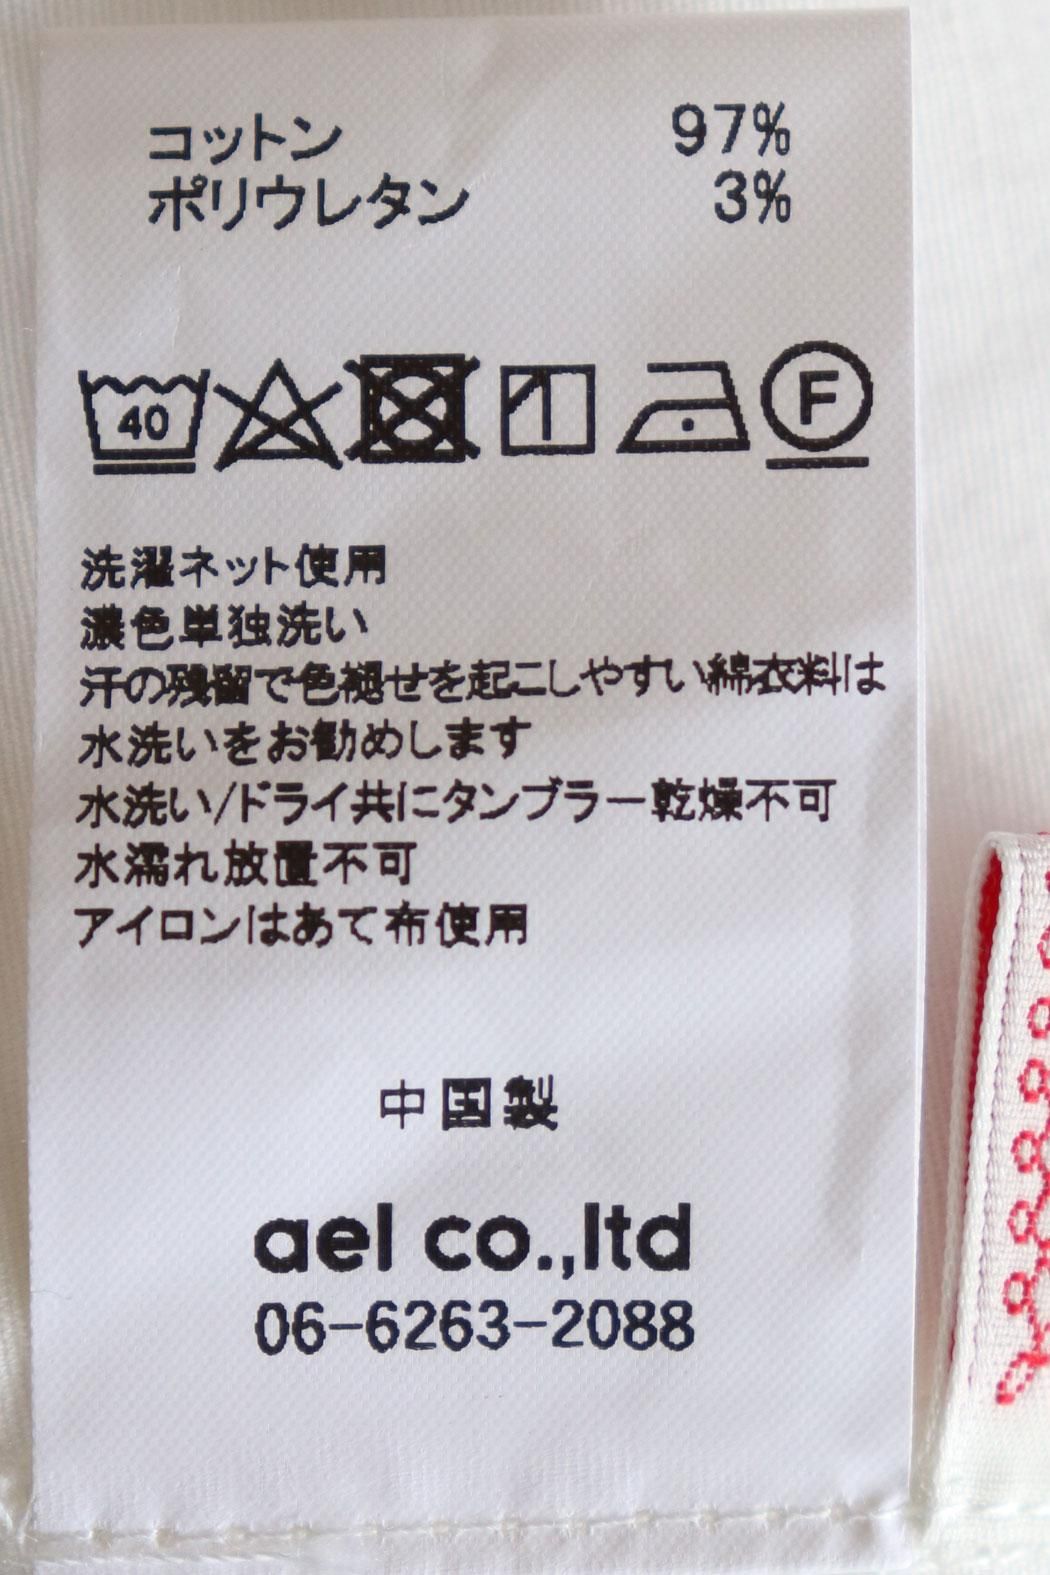 コットン 97%
ポリウレタン 3%
40
F
洗濯ネット使用
濃色単独洗い
汗の残留で色褪せを起こしやすい綿衣料は
水洗いをお勧めします
水洗い/ドライ共にタンブラー乾燥不可
水濡れ放置不可
アイロンはあて布使用
中国製
ael co.,ltd
06-6263-2088